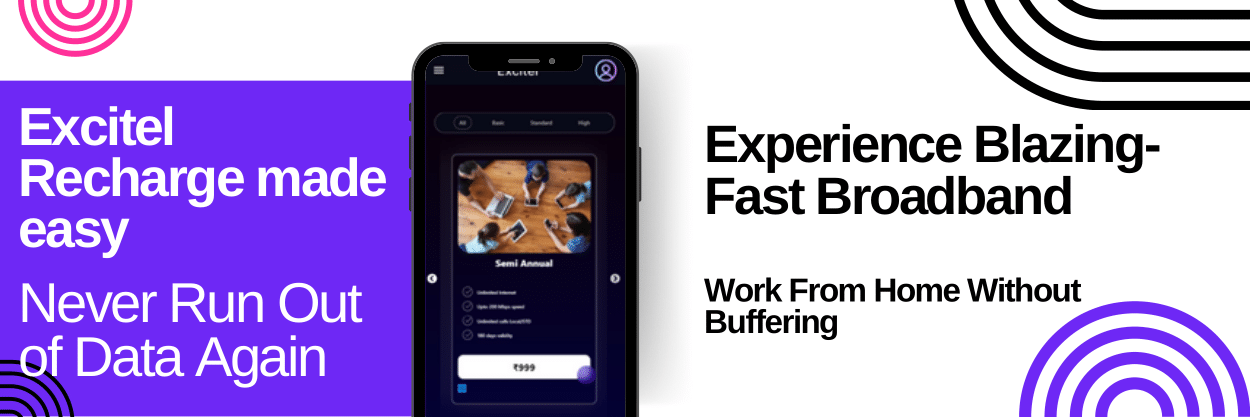 Excitel
Recharge made
easy
Never Run Out
of Data Again
Excitel
All Basic Standard High
Semi Annual
Unlimited Internet
Upto 200 Mbps speed
Unlimited calls Local/STD
180 days validity
₹999
Experience Blazing-
Fast Broadband
Work From Home Without
Buffering